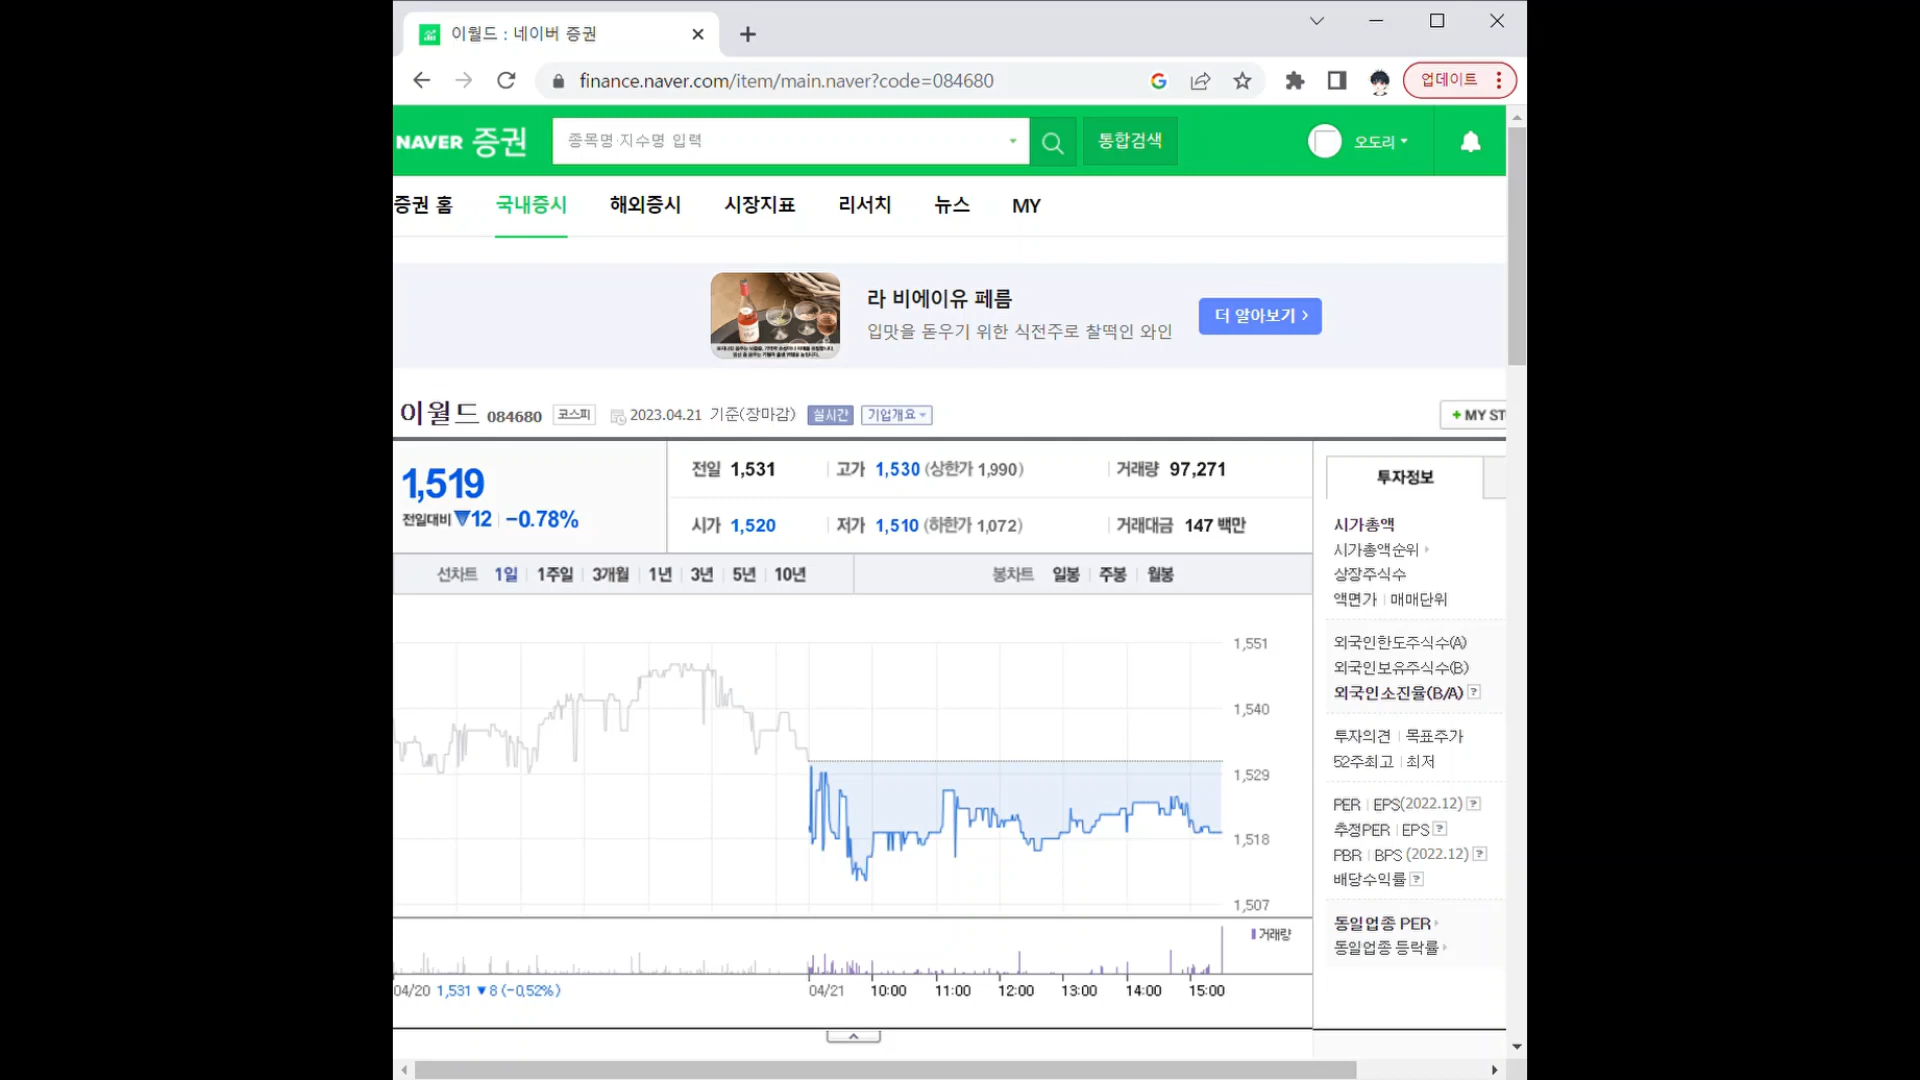 이월드 : 네이버 증권
finance.naver.com/item/main.naver?code=084680
업데이트
NAVER 증권
종목명·지수명 입력
통합검색
오도리
증권 홈 국내증시 해외증시 시장지표 리서치 뉴스 MY
라 비에이유 페름
입맛을 돋우기 위한 식전주로 찰떡인 와인
더 알아보기
이월드 084680 코스피 2023.04.21 기준(장마감) 실시간 기업개요
+ MY ST
1,519
전일대비 ▼12 | -0.78%
전일 1,531 | 고가 1,530 (상한가 1,990) | 거래량 97,271
시가 1,520 | 저가 1,510 (하한가 1,072) | 거래대금 147 백만
선차트 1일 1주일 3개월 1년 3년 5년 10년
봉차트 일봉 주봉 월봉
1,551
1,540
1,529
1,518
1,507
거래량
04/20 1,531 ▼ 8 (-0.52%)
04/21 10:00 11:00 12:00 13:00 14:00 15:00
투자정보
시가총액
시가총액순위
상장주식수
액면가 | 매매단위
외국인한도주식수(A)
외국인보유주식수(B)
외국인소진율(B/A) ?
투자의견 | 목표주가
52주최고 | 최저
PER | EPS(2022.12) ?
추정PER | EPS ?
PBR | BPS (2022.12) ?
배당수익률 ?
동일업종 PER
동일업종 등락률